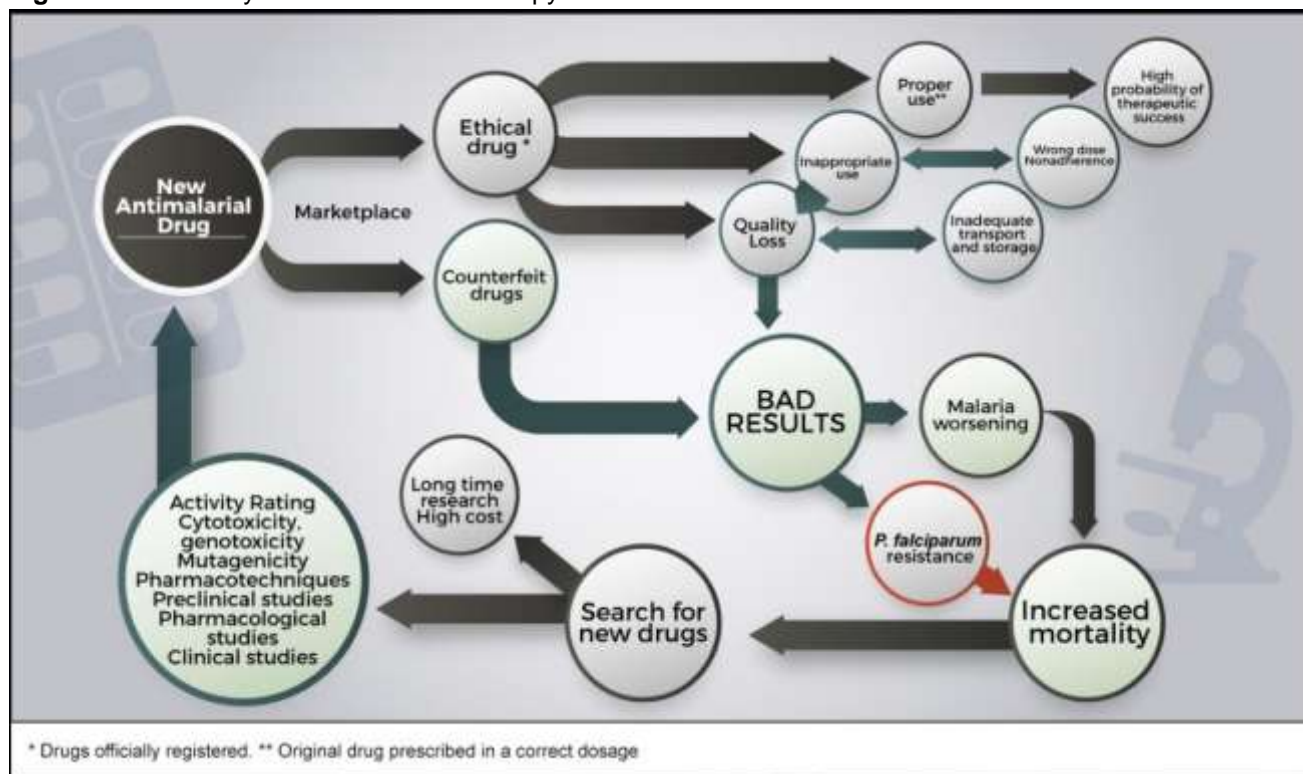 New
Antimalarial
Drug
Marketplace
Ethical
drug *
Counterfeit
drugs
Proper
use**
High
probability of
therapeutic
success
Inappropriate
use
Wrong dose
Nonadherence
Quality
Loss
Inadequate
transport
and storage
BAD
RESULTS
Malaria
worsening
P. falciparum
resistance
Increased
mortality
Search for
new drugs
Long time
research
High cost
Activity Rating
Cytotoxicity,
genotoxicity
Mutagenicity
Pharmacotechniques
Preclinical studies
Pharmacological
studies
Clinical studies
* Drugs officially registered. ** Original drug prescribed in a correct dosage